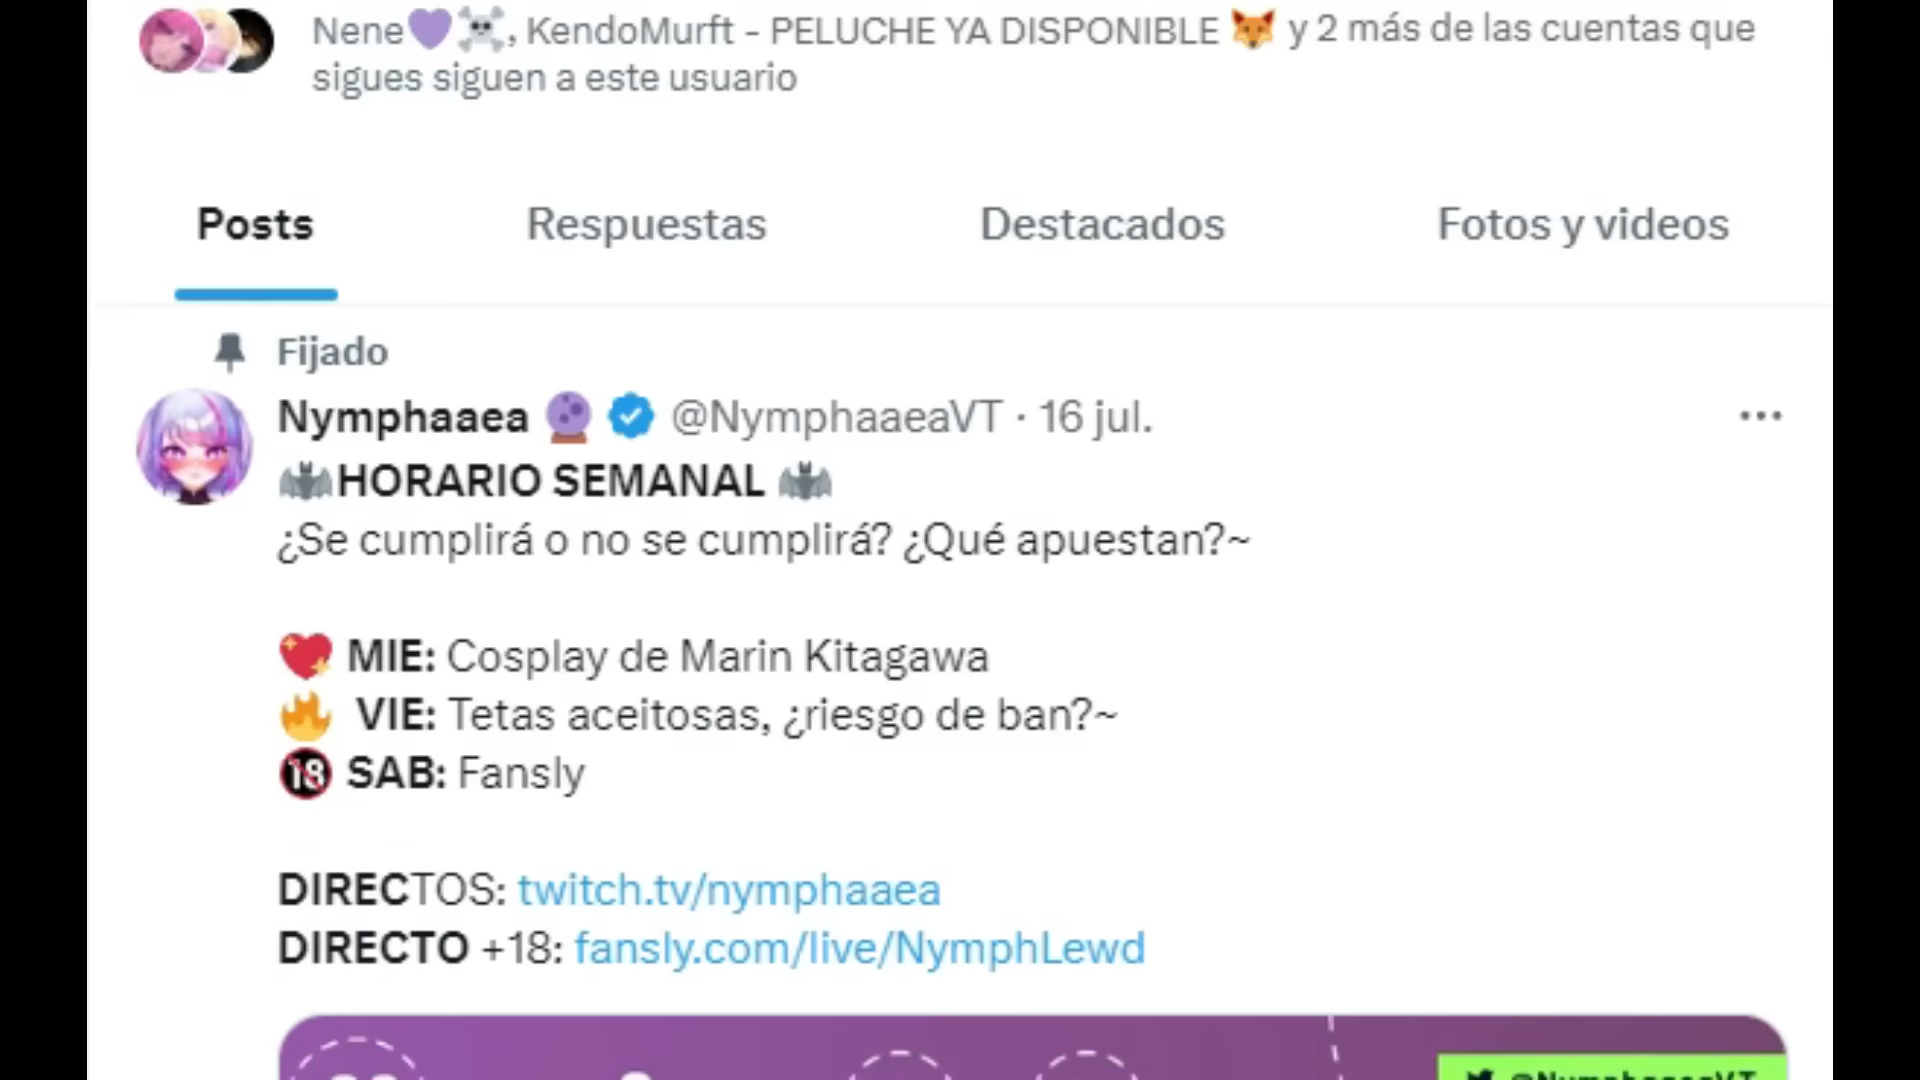 Nene💜☠️, KendoMurft - PELUCHE YA DISPONIBLE 🦊 y 2 más de las cuentas que
sigues siguen a este usuario
Posts Respuestas Destacados Fotos y videos
Fijado
Nymphaaea 🔮 @NymphaaeaVT · 16 jul.
🦇HORARIO SEMANAL 🦇
¿Se cumplirá o no se cumplirá? ¿Qué apuestan?~
💖 MIE: Cosplay de Marin Kitagawa
🔥 VIE: Tetas aceitosas, ¿riesgo de ban?~
🔞 SAB: Fansly
DIRECTOS: twitch.tv/nymphaaea
DIRECTO +18: fansly.com/live/NymphLewd
@NymphaaeaVT